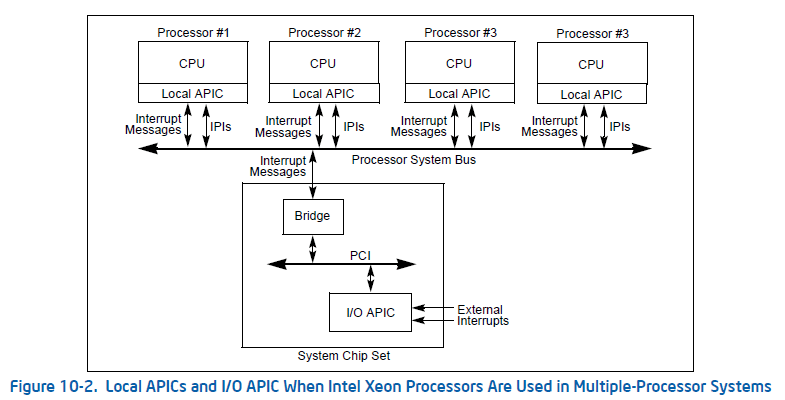 Processor #1 Processor #2 Processor #3 Processor #3
CPU CPU CPU CPU
Local APIC Local APIC Local APIC Local APIC
Interrupt Messages IPIs Interrupt Messages IPIs Interrupt Messages IPIs Interrupt Messages IPIs
Processor System Bus
Interrupt
Messages
Bridge
PCI
I/O APIC
External
Interrupts
System Chip Set
Figure 10-2. Local APICs and I/O APIC When Intel Xeon Processors Are Used in Multiple-Processor Systems